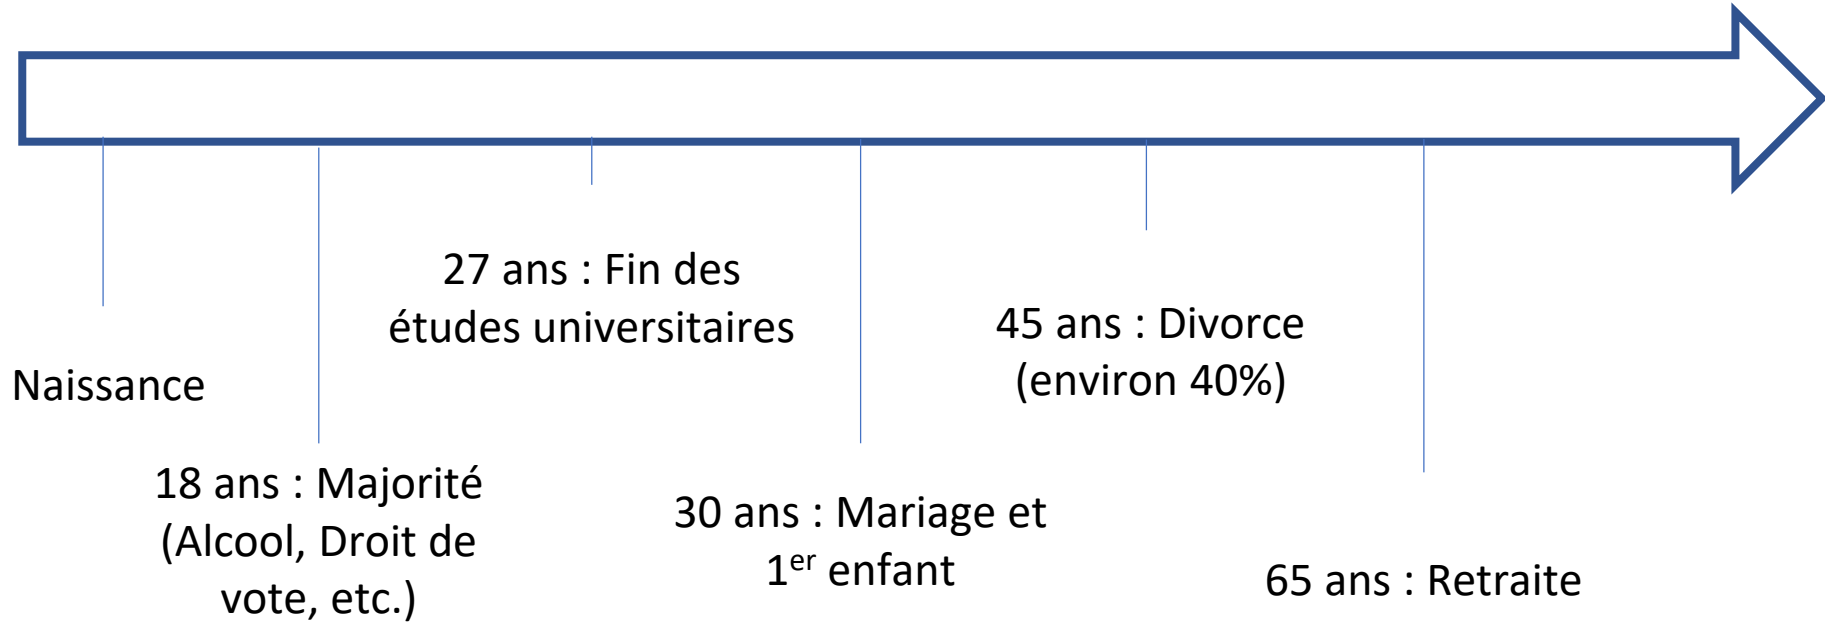 Naissance
18 ans : Majorité
(Alcool, Droit de
vote, etc.)
27 ans : Fin des
études universitaires
30 ans : Mariage et
1er enfant
45 ans : Divorce
(environ 40%)
65 ans : Retraite